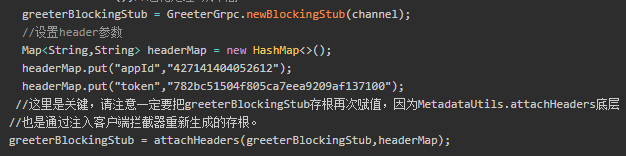 greeterBlockingStub = GreeterGrpc.newBlockingStub(channel);
//设置header参数
Map<String,String> headerMap = new HashMap<>();
headerMap.put("appId","427141404052612");
headerMap.put("token","782bc51504f805ca7eea9209af137100");
//这里是关键，请注意一定要把greeterBlockingStub存根再次赋值，因为MetadataUtils.attachHeaders底层
//也是通过注入客户端拦截器重新生成的存根。
greeterBlockingStub = attachHeaders(greeterBlockingStub,headerMap);